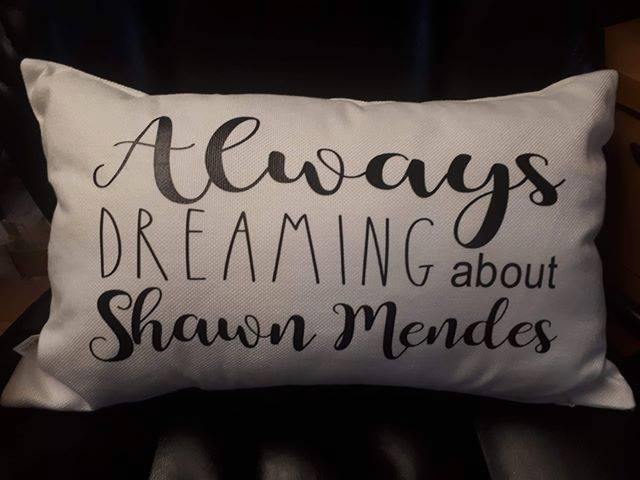 Always
DREAMING about
Shawn Mendes